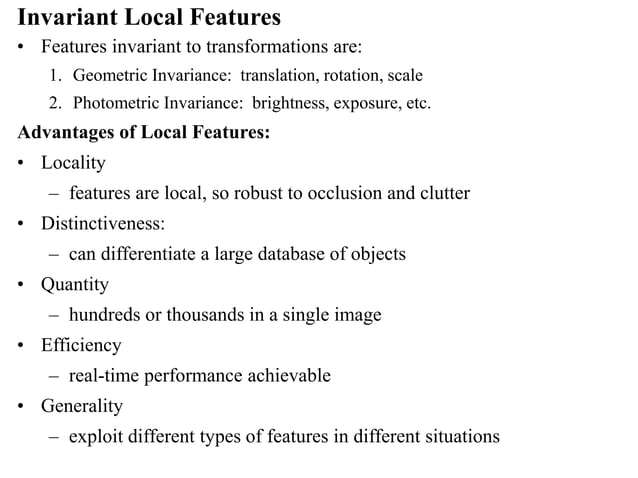 Invariant Local Features
• Features invariant to transformations are:
1. Geometric Invariance: translation, rotation, scale
2. Photometric Invariance: brightness, exposure, etc.
Advantages of Local Features:
• Locality
– features are local, so robust to occlusion and clutter
• Distinctiveness:
– can differentiate a large database of objects
• Quantity
– hundreds or thousands in a single image
• Efficiency
– real-time performance achievable
• Generality
– exploit different types of features in different situations